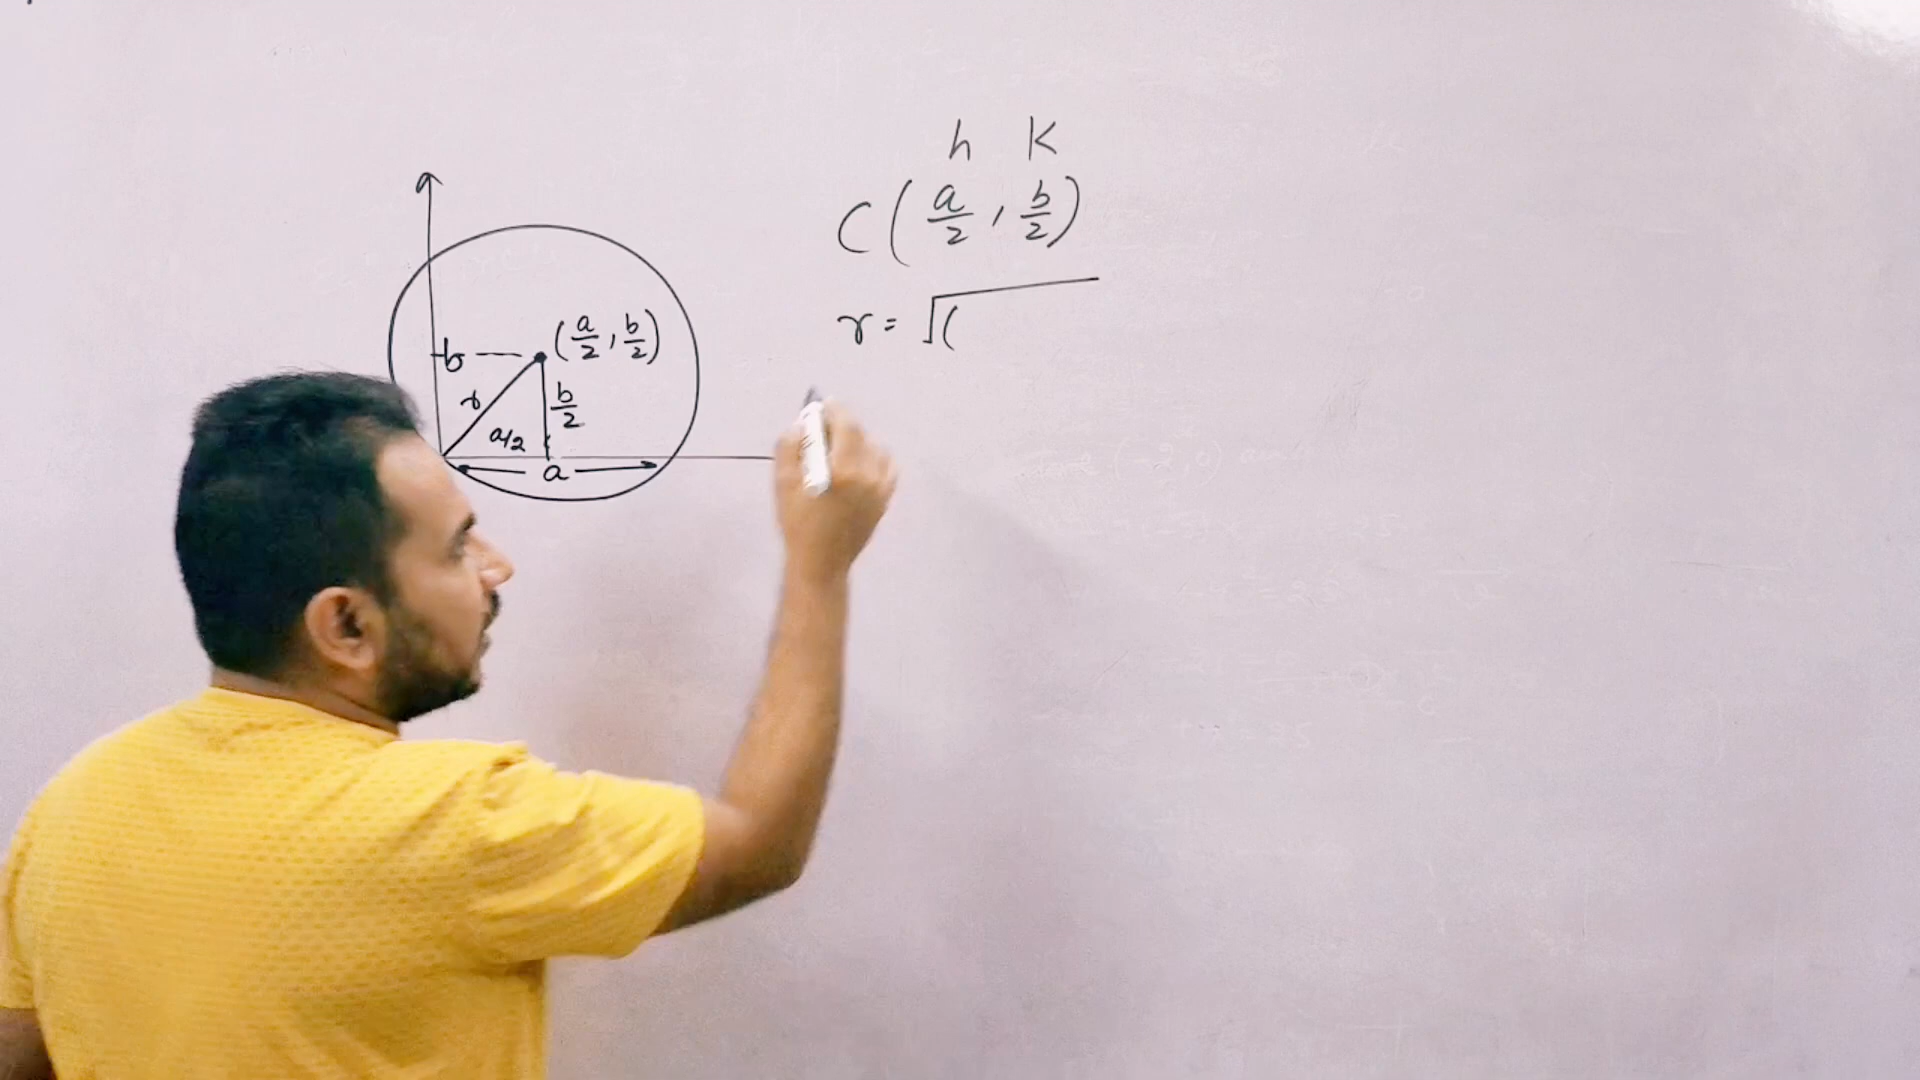 h K
C (a/2, b/2)
r = √(
(a/2, b/2)
b
r
b/2
a/2
a